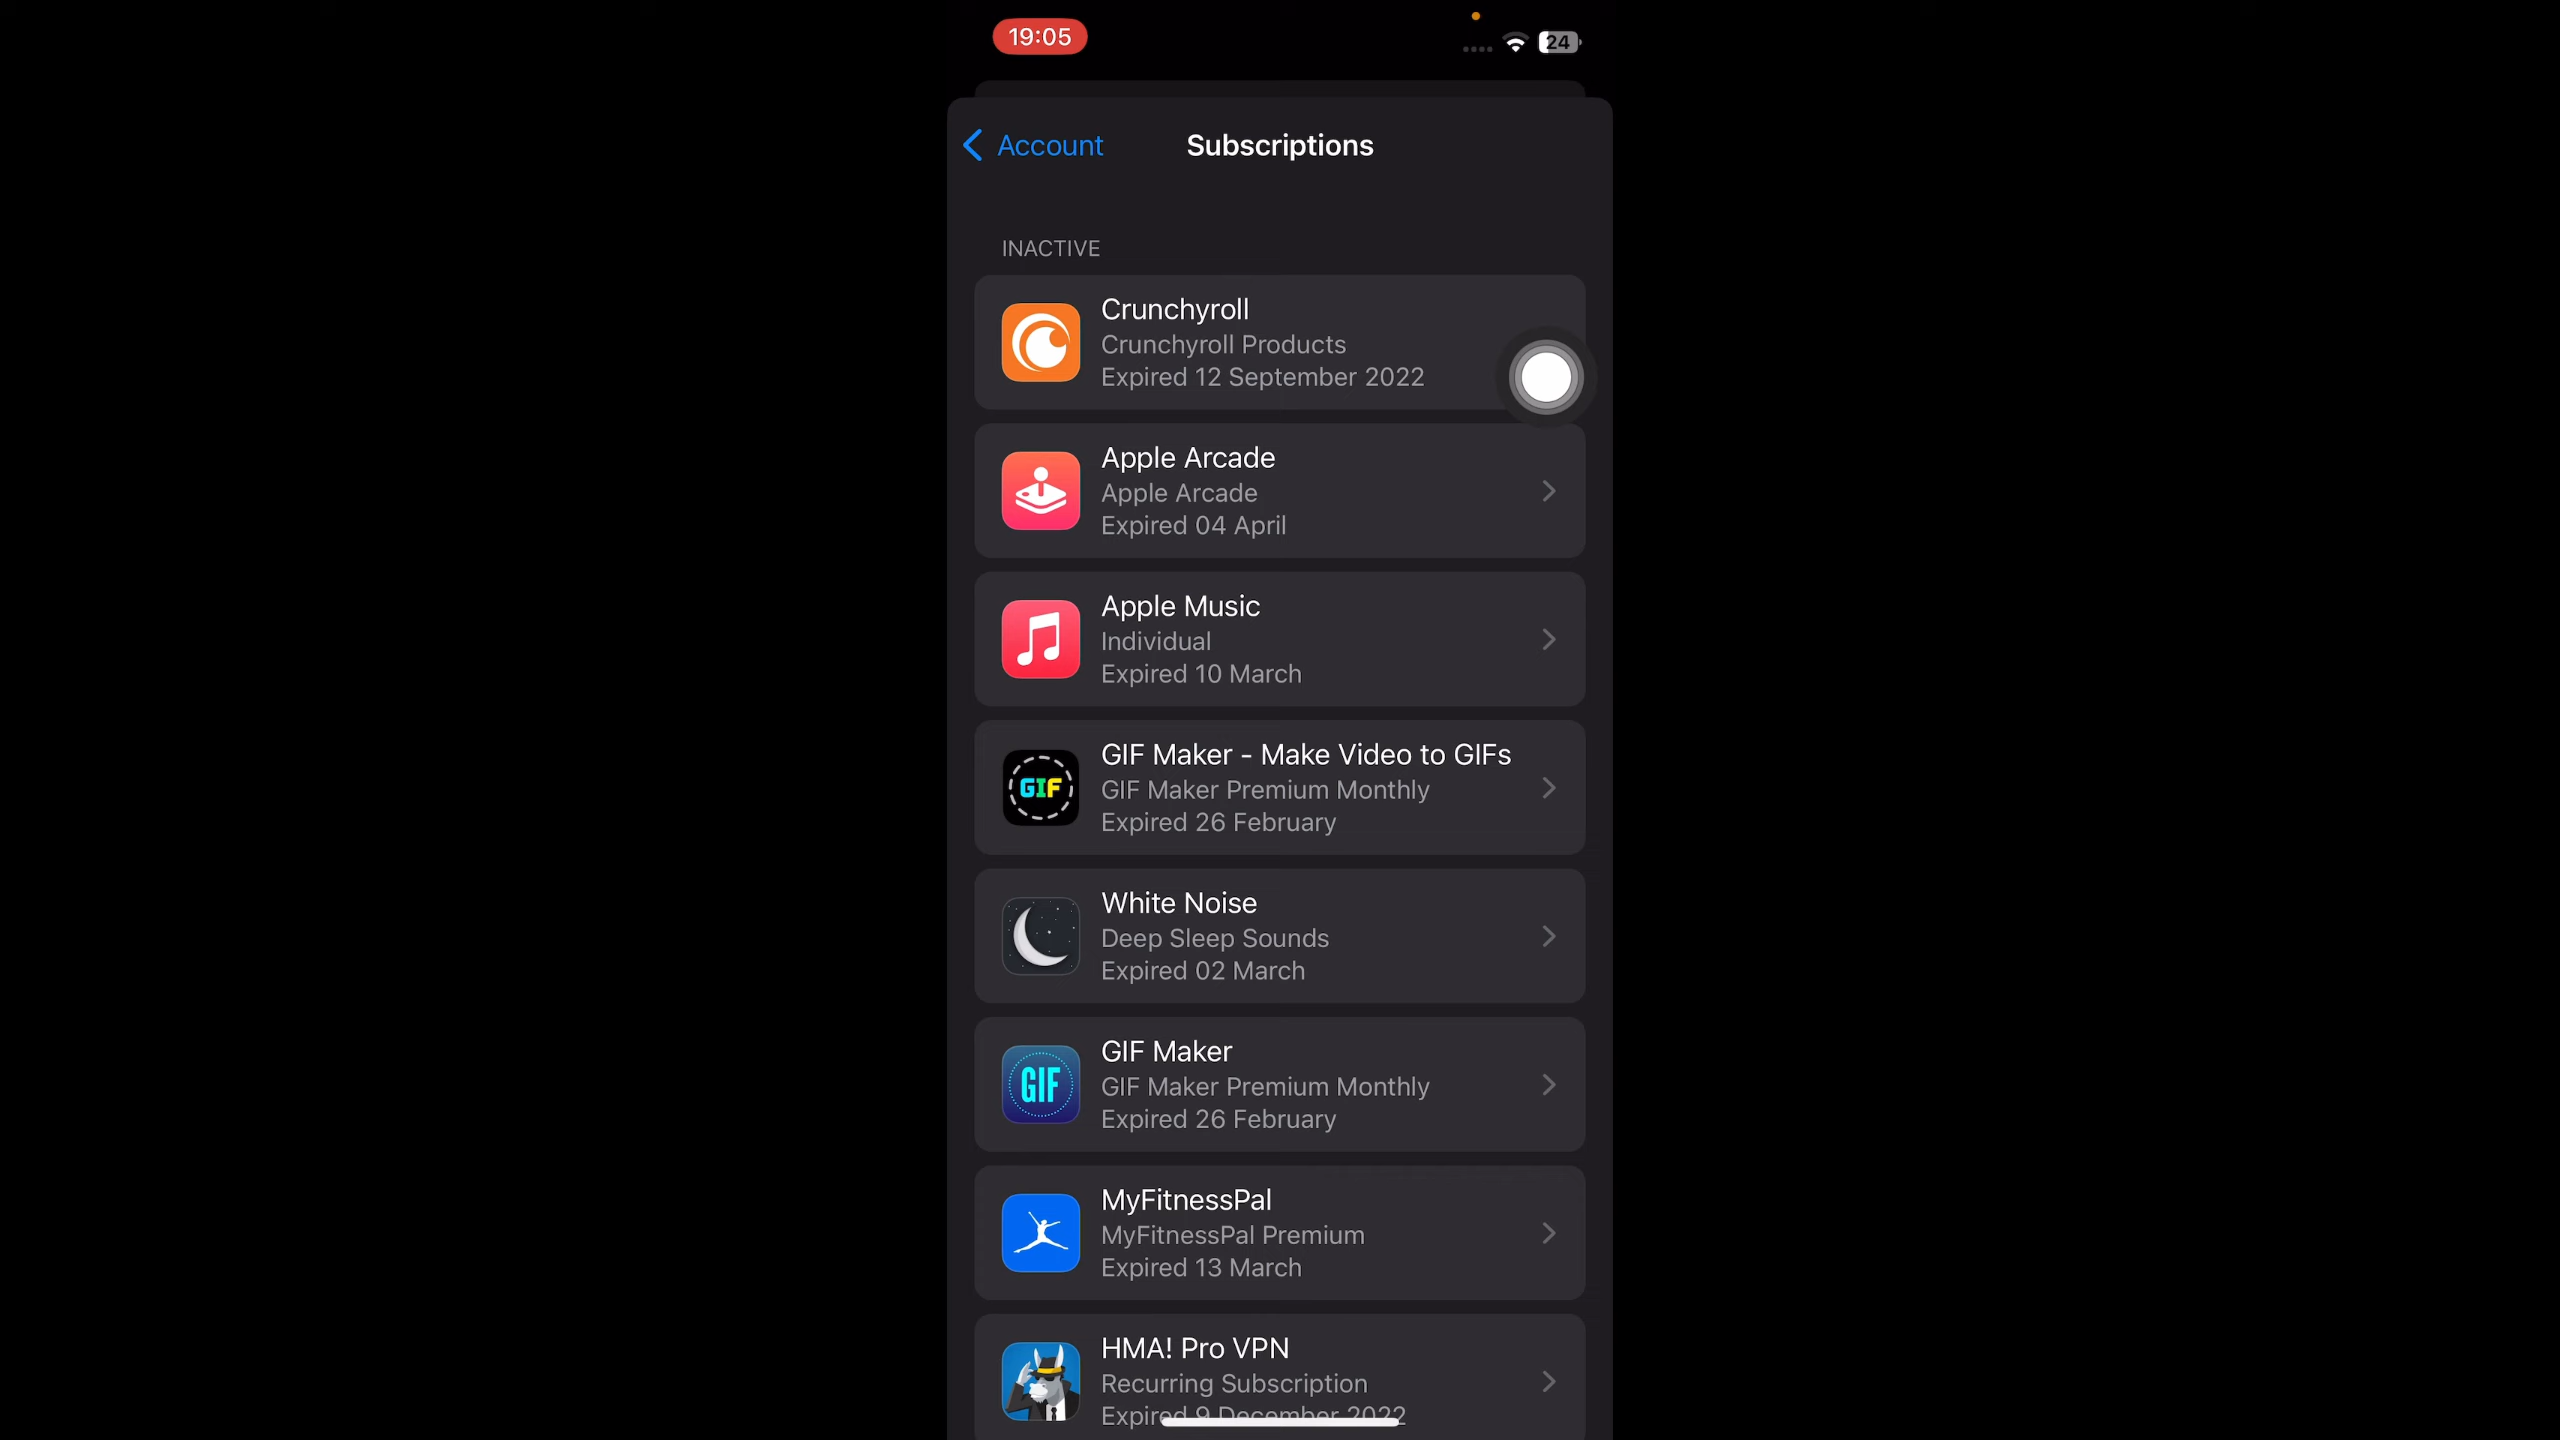 19:05
24
Account
Subscriptions
INACTIVE
Crunchyroll
Crunchyroll Products
Expired 12 September 2022
Apple Arcade
Apple Arcade
Expired 04 April
Apple Music
Individual
Expired 10 March
GIF Maker - Make Video to GIFs
GIF
GIF Maker Premium Monthly
Expired 26 February
White Noise
Deep Sleep Sounds
Expired 02 March
GIF Maker
GIF
GIF Maker Premium Monthly
Expired 26 February
MyFitnessPal
MyFitnessPal Premium
Expired 13 March
HMA! Pro VPN
Recurring Subscription
Expired 9 December 2022